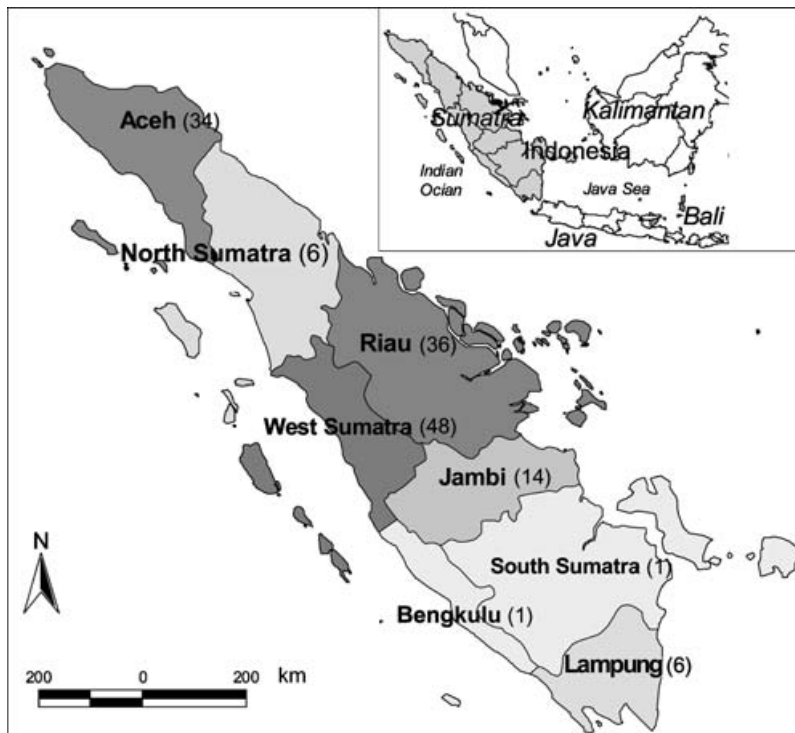 Aceh (34)
North Sumatra (6)
Riau (36)
West Sumatra (48)
Jambi (14)
South Sumatra (1)
Bengkulu (1)
Lampung (6)
N
200 0 200 km
Sumatra
Kalimantan
Indonesia
Indian
Ocian
Java Sea
Bali
Java